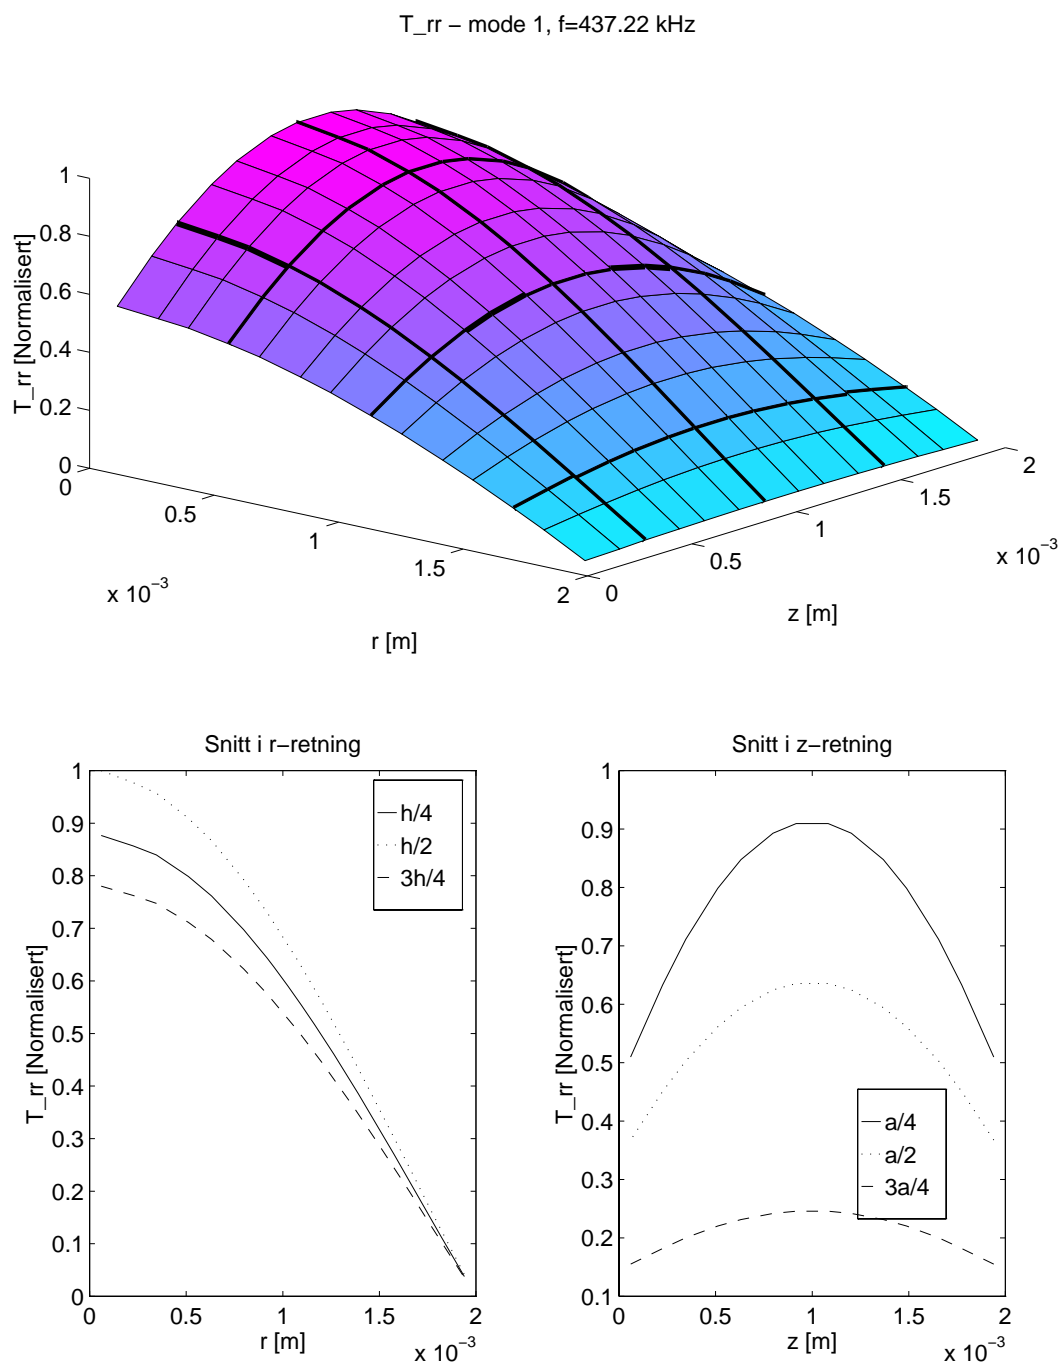 T_rr − mode 1, f=437.22 kHz
1
0.8
0.6
0.4
0.2
0
T_rr [Normalisert]
0
0.5
1
1.5
2
x 10−3
r [m]
0
0.5
1
1.5
2
x 10−3
z [m]
Snitt i r−retning
1
0.9
0.8
0.7
0.6
0.5
0.4
0.3
0.2
0.1
0
T_rr [Normalisert]
h/4
h/2
3h/4
0
0.5
1
1.5
2
r [m]
x 10−3
Snitt i z−retning
1
0.9
0.8
0.7
0.6
0.5
0.4
0.3
0.2
0.1
T_rr [Normalisert]
a/4
a/2
3a/4
0
0.5
1
1.5
2
z [m]
x 10−3